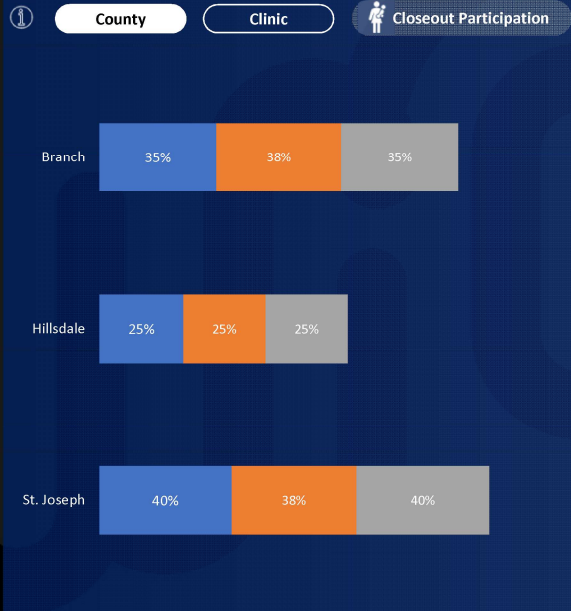 County Clinic Closeout Participation
Branch 35% 38% 35%
Hillsdale 25% 25% 25%
St. Joseph 40% 38% 40%